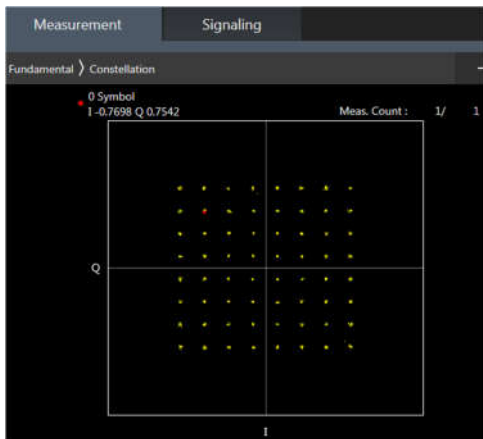 Measurement Signaling
Fundamental ⟩ Constellation
0 Symbol
I -0.7698 Q 0.7542 Meas. Count : 1/ 1
Q
I